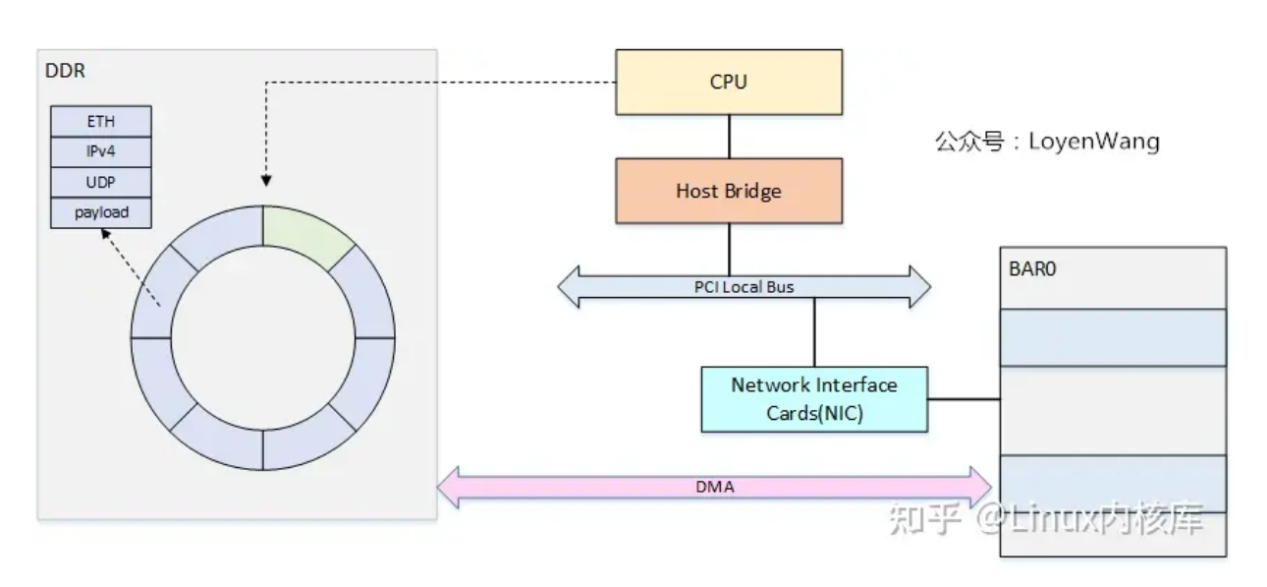 DDR
ETH
IPv4
UDP
payload
CPU
Host Bridge
PCI Local Bus
Network Interface
Cards(NIC)
DMA
公众号：LoyenWang
BAR0
知乎 @Linux内核库